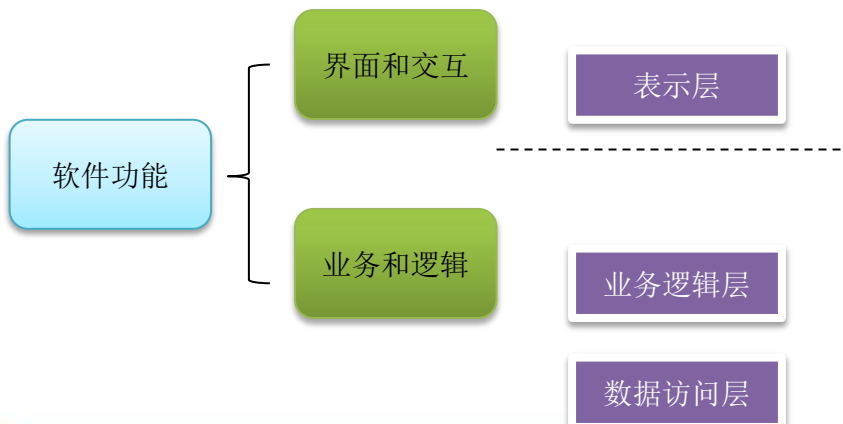 界面和交互
表示层
软件功能
业务和逻辑
业务逻辑层
数据访问层